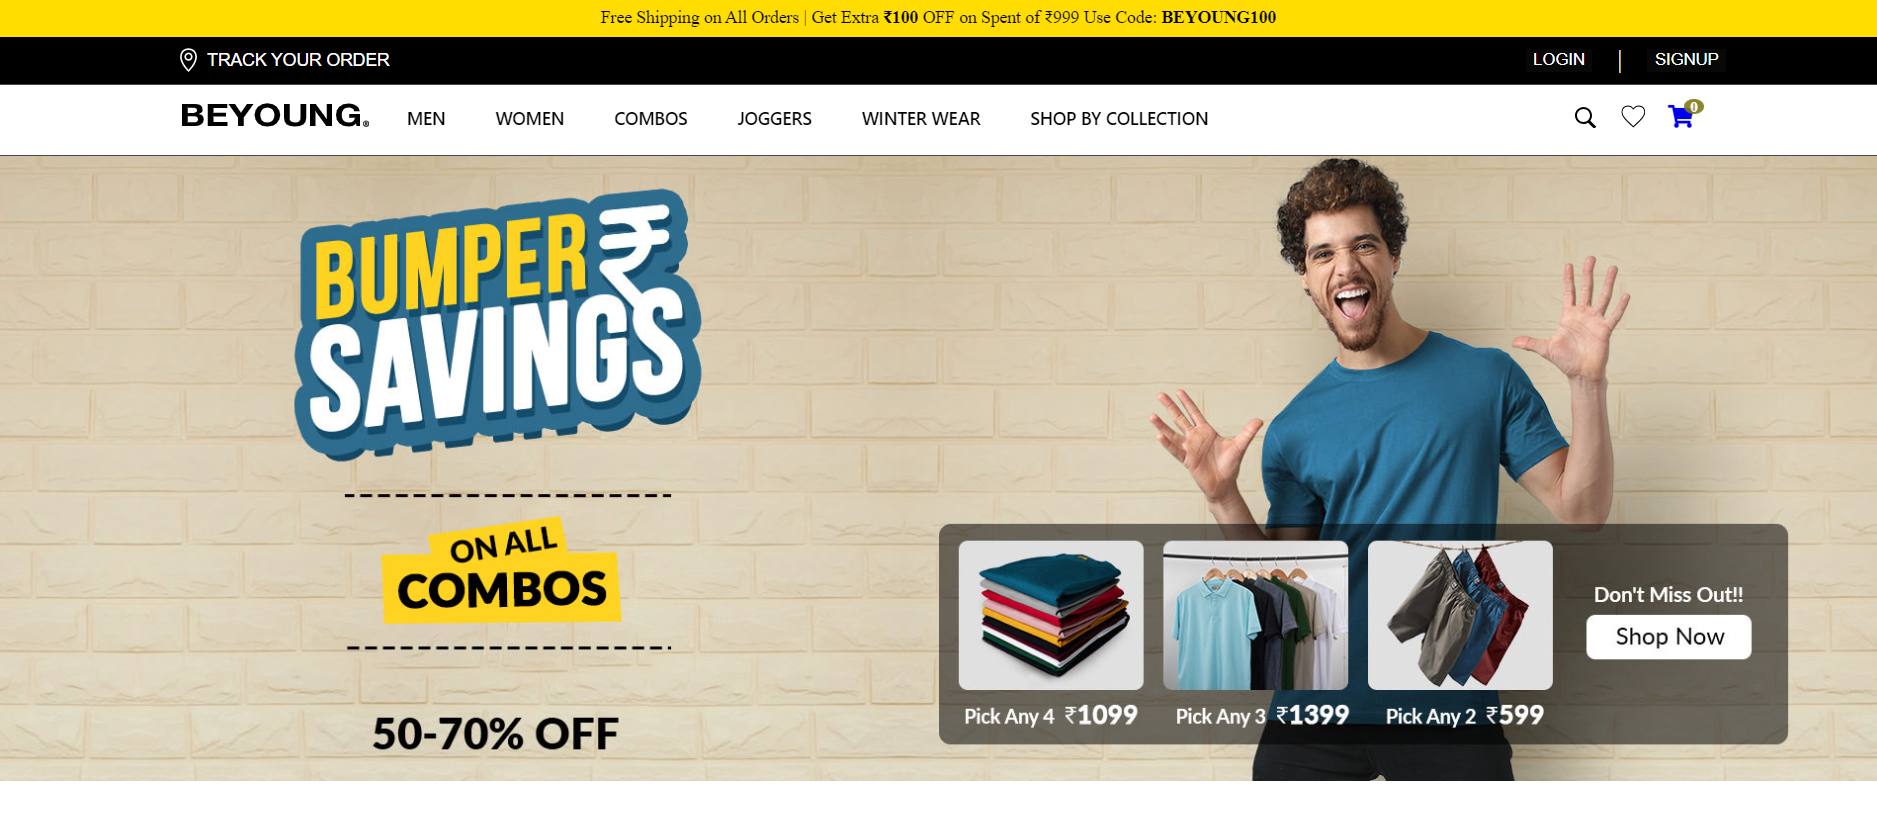 Free Shipping on All Orders | Get Extra ₹100 OFF on Spent of ₹999 Use Code: BEYOUNG100
TRACK YOUR ORDER
LOGIN | SIGNUP
BEYOUNG®
MEN WOMEN COMBOS JOGGERS WINTER WEAR SHOP BY COLLECTION
0
BUMPER ₹
SAVINGS
ON ALL
COMBOS
50-70% OFF
Pick Any 4 ₹1099
Pick Any 3 ₹1399
Pick Any 2 ₹599
Don't Miss Out!!
Shop Now